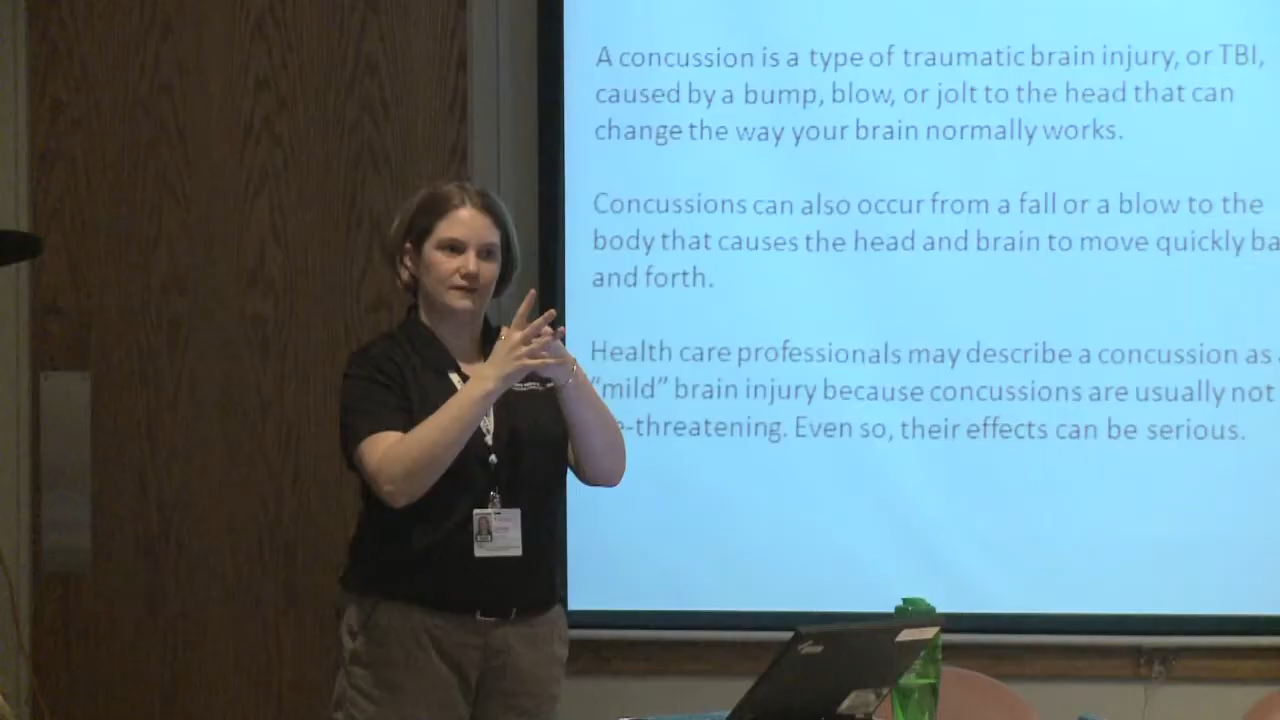 A concussion is a type of traumatic brain injury, or TBI,
caused by a bump, blow, or jolt to the head that can
change the way your brain normally works.
Concussions can also occur from a fall or a blow to the
body that causes the head and brain to move quickly ba
and forth.
Health care professionals may describe a concussion as
“mild” brain injury because concussions are usually not
e-threatening. Even so, their effects can be serious.